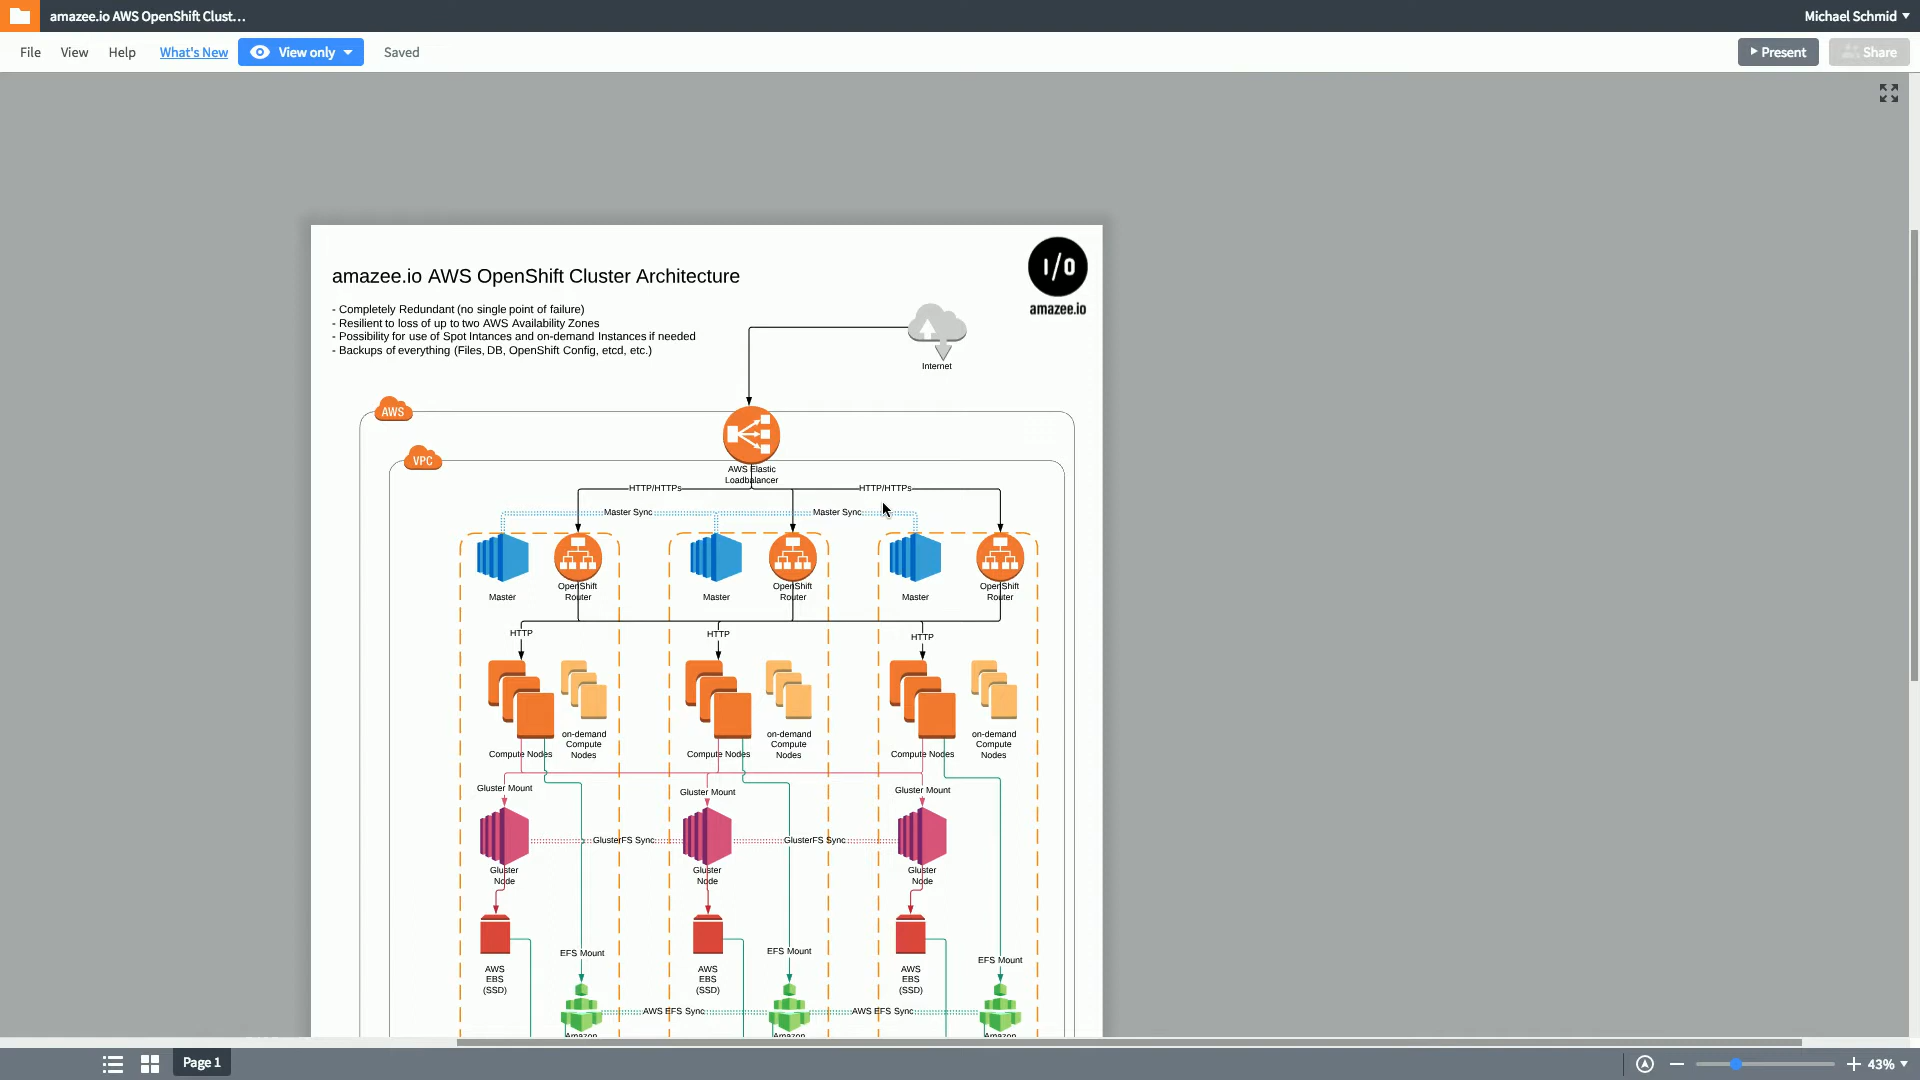 amazee.io AWS OpenShift Clust...
Michael Schmid
File View Help What's New View only Saved
Present Share
I/O
amazee.io
amazee.io AWS OpenShift Cluster Architecture
- Completely Redundant (no single point of failure)
- Resilient to loss of up to two AWS Availability Zones
- Possibility for use of Spot Intances and on-demand Instances if needed
- Backups of everything (Files, DB, OpenShift Config, etcd, etc.)
Internet
AWS
VPC
AWS Elastic
Loadbalancer
HTTP/HTTPs HTTP/HTTPs
Master Sync Master Sync
Master
OpenShift
Router
Master
OpenShift
Router
Master
OpenShift
Router
HTTP HTTP HTTP
Compute Nodes
on-demand
Compute
Nodes
Compute Nodes
on-demand
Compute
Nodes
Compute Nodes
on-demand
Compute
Nodes
Gluster Mount Gluster Mount Gluster Mount
GlusterFS Sync GlusterFS Sync
Gluster
Node
Gluster
Node
Gluster
Node
EFS Mount EFS Mount EFS Mount
AWS
EBS
(SSD)
AWS
EBS
(SSD)
AWS
EBS
(SSD)
AWS EFS Sync AWS EFS Sync
Amazon Amazon Amazon
Page 1
43%